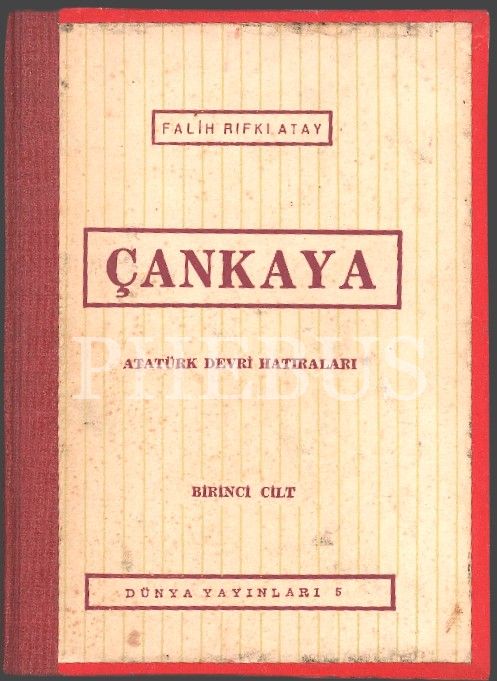 FALİH RIFKI ATAY
ÇANKAYA
ATATÜRK DEVRİ HATIRALARI
PHEBUS
BİRİNCİ CİLT
DÜNYA YAYINLARI 5